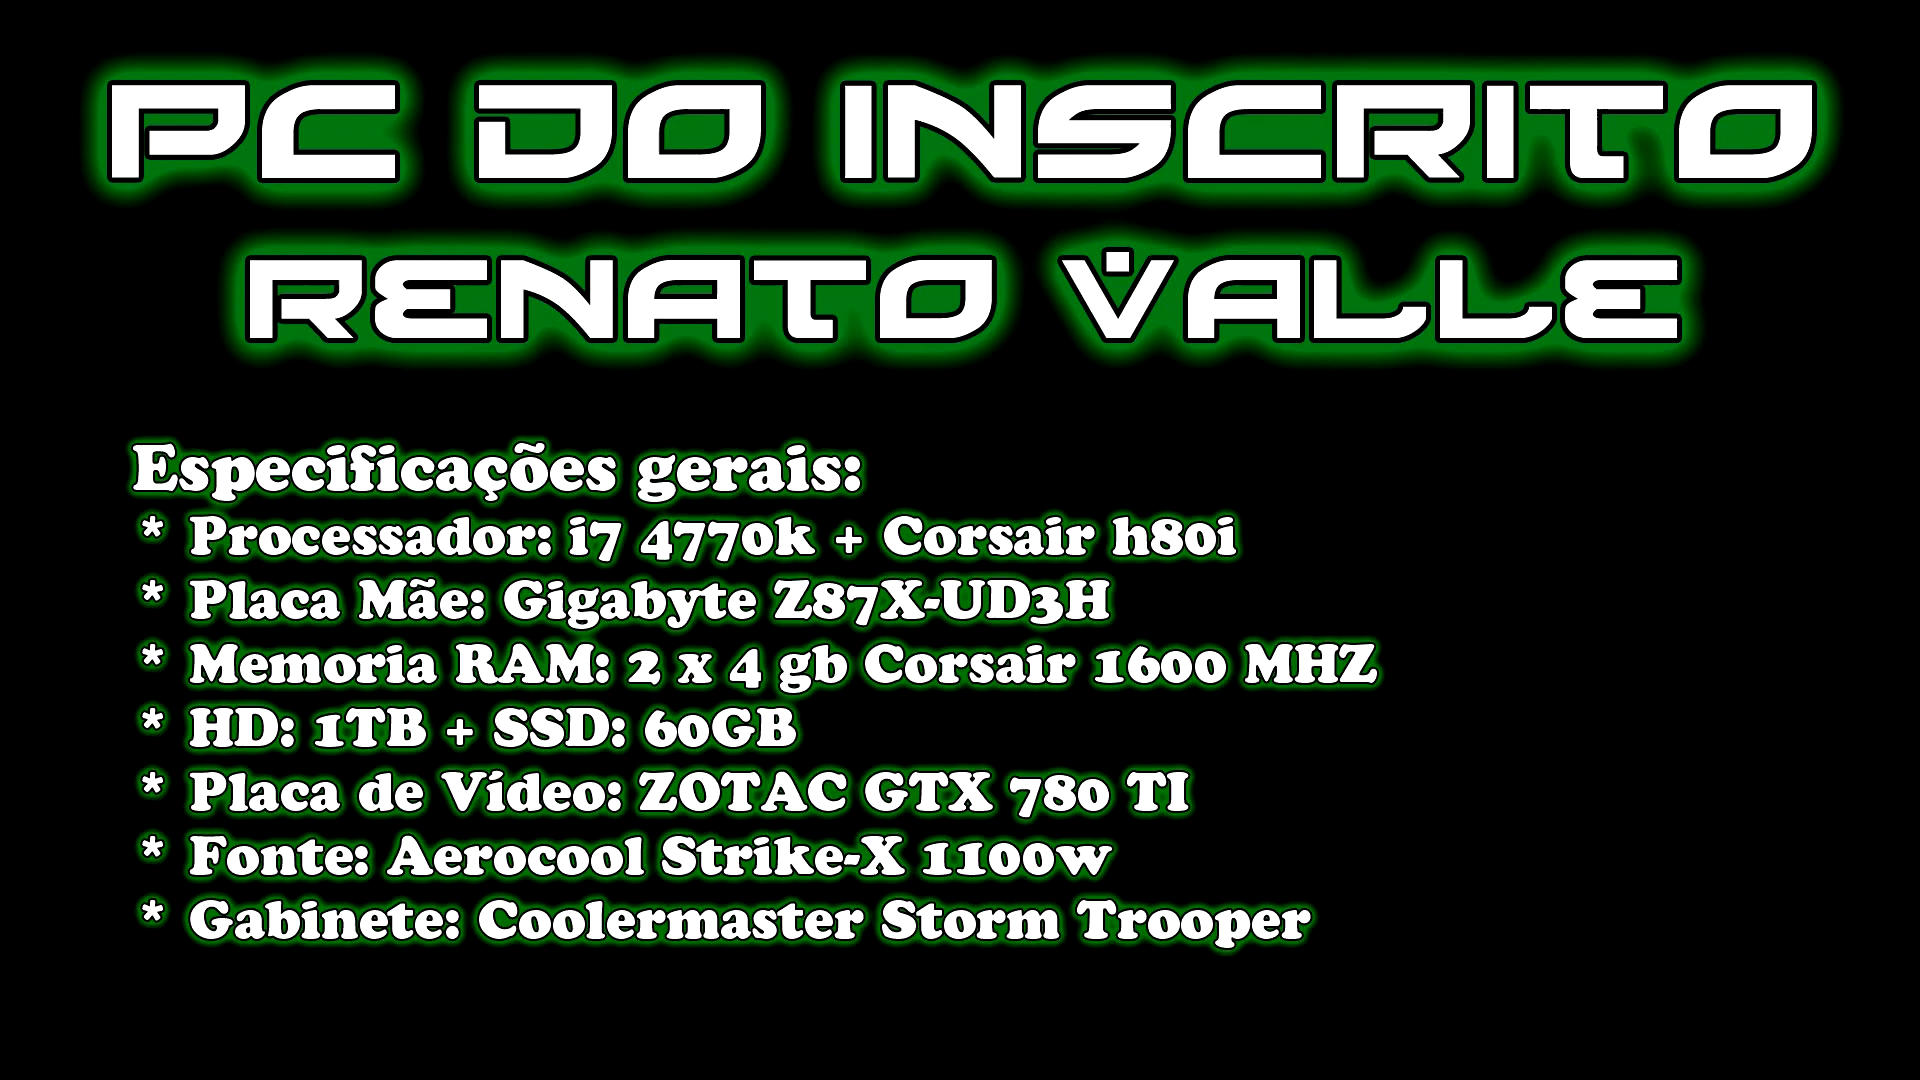 PC DO INSCRITO
RENATO VALLE
Especificações gerais:
* Processador: i7 4770k + Corsair h80i
* Placa Mãe: Gigabyte Z87X-UD3H
* Memoria RAM: 2 x 4 gb Corsair 1600 MHZ
* HD: 1TB + SSD: 60GB
* Placa de Vídeo: ZOTAC GTX 780 TI
* Fonte: Aerocool Strike-X 1100w
* Gabinete: Coolermaster Storm Trooper